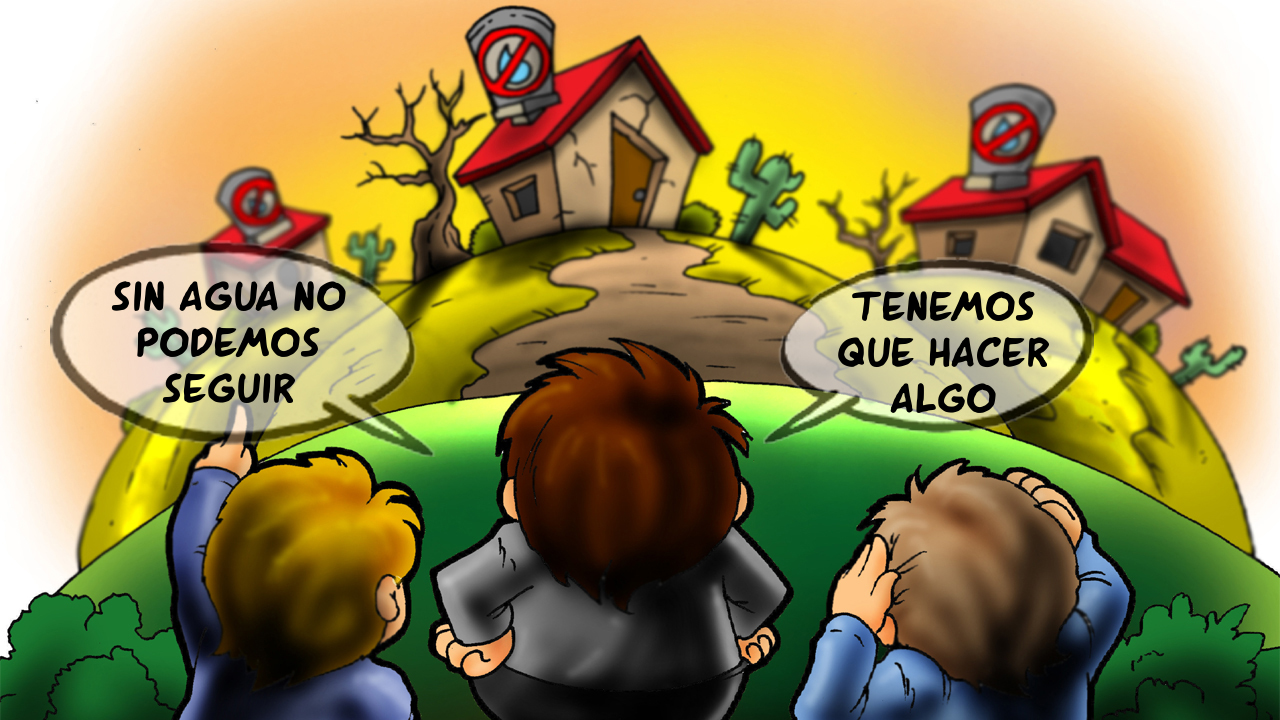 SIN AGUA NO
PODEMOS
SEGUIR
TENEMOS
QUE HACER
ALGO